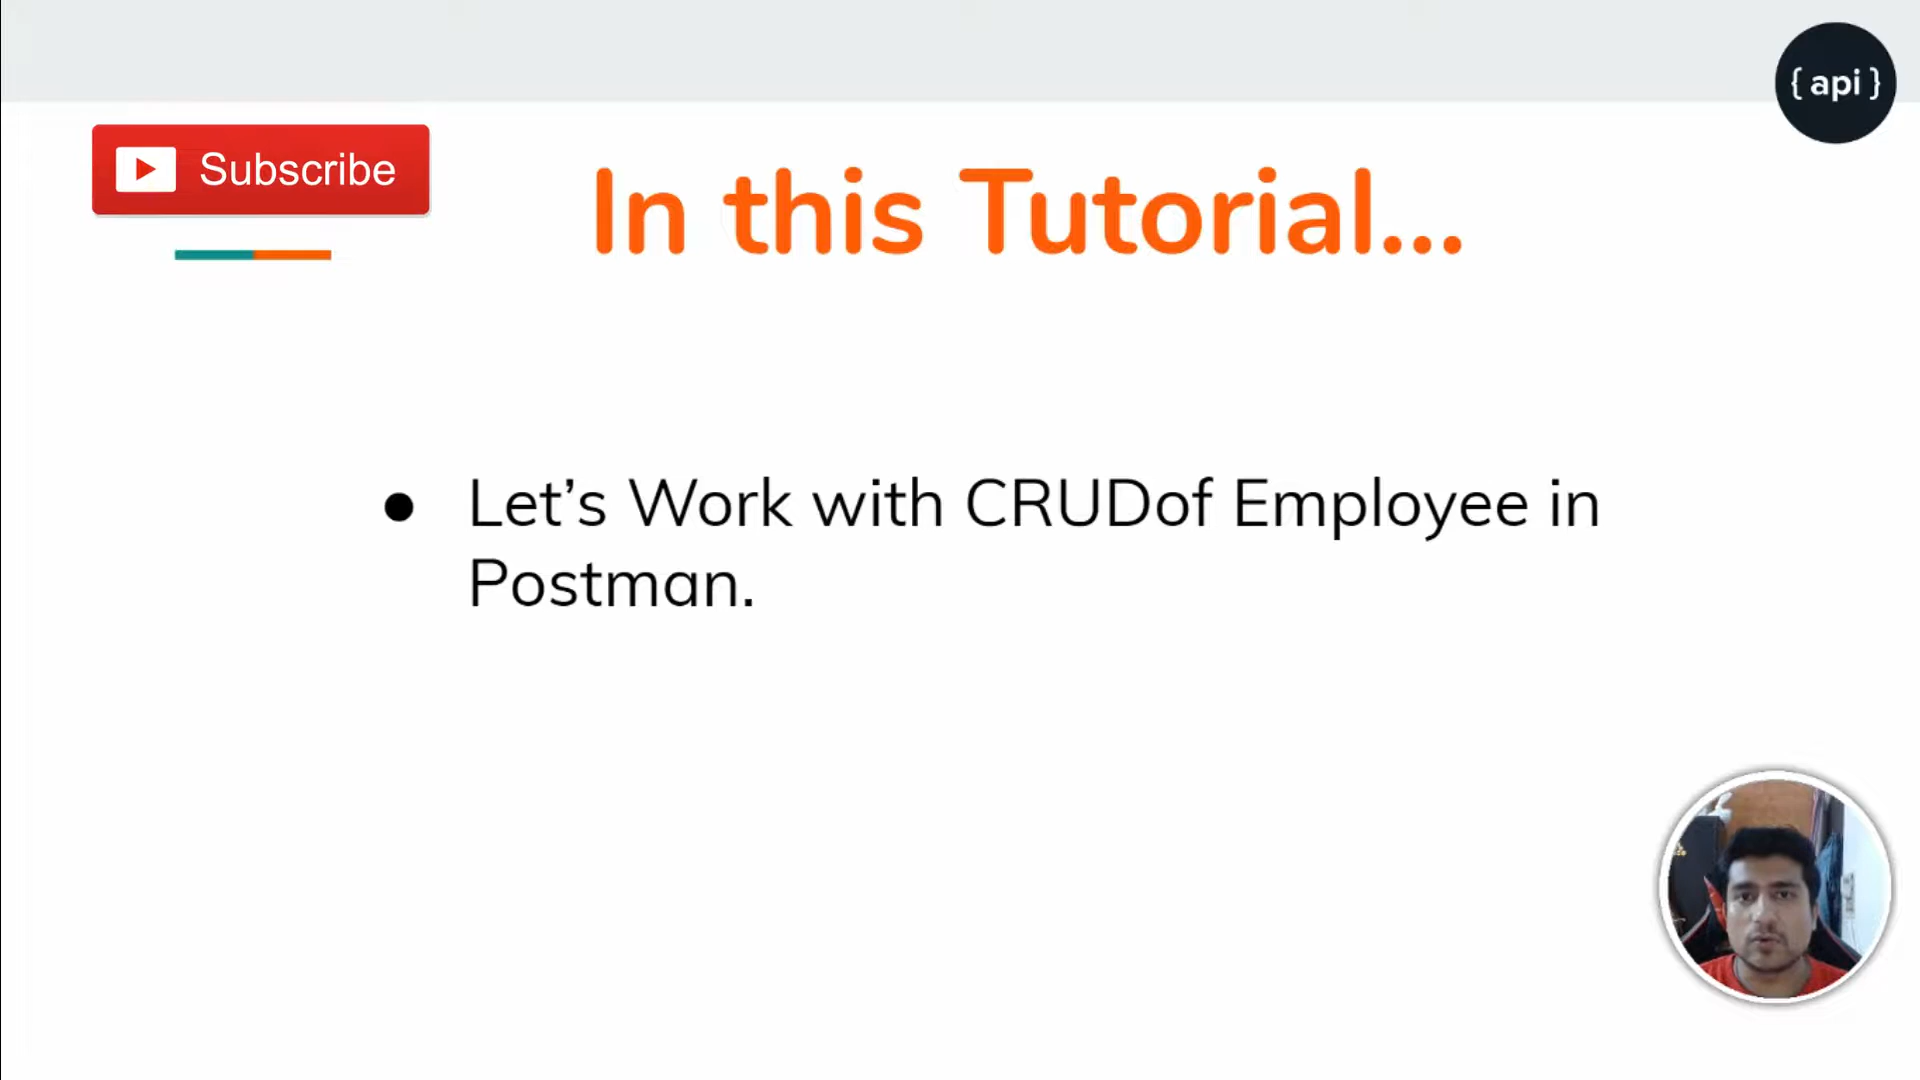 { api }
Subscribe
In this Tutorial...
● Let’s Work with CRUDof Employee in
Postman.